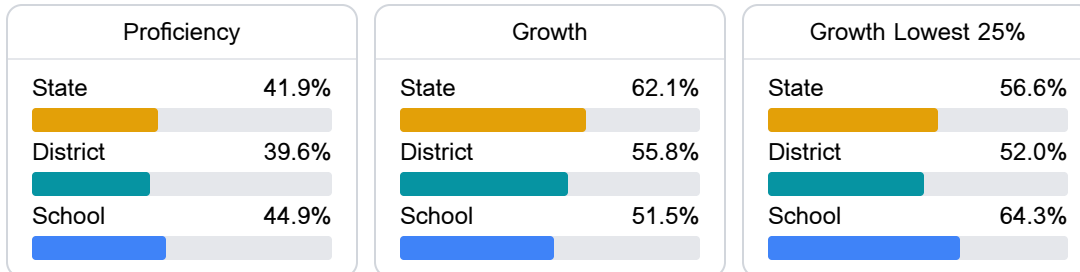 Proficiency
State 41.9%
District 39.6%
School 44.9%
Growth
State 62.1%
District 55.8%
School 51.5%
Growth Lowest 25%
State 56.6%
District 52.0%
School 64.3%